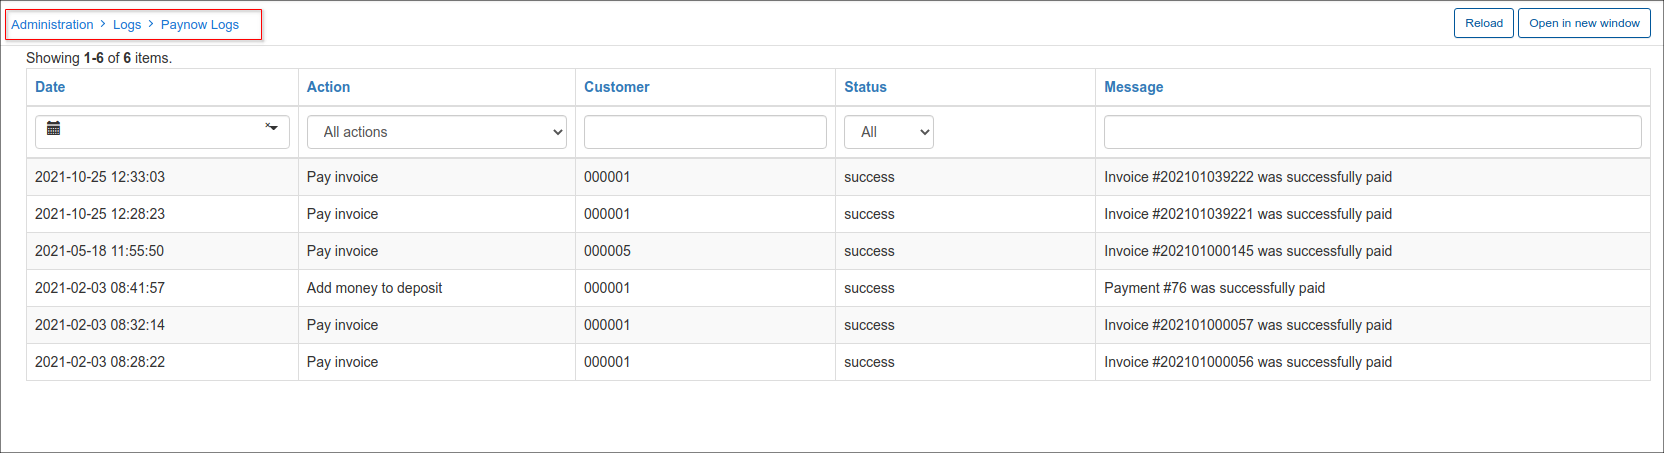 Administration > Logs > Paynow Logs Reload Open in new window
Showing 1-6 of 6 items.
Date Action Customer Status Message
All actions All
2021-10-25 12:33:03 Pay invoice 000001 success Invoice #202101039222 was successfully paid
2021-10-25 12:28:23 Pay invoice 000001 success Invoice #202101039221 was successfully paid
2021-05-18 11:55:50 Pay invoice 000005 success Invoice #202101000145 was successfully paid
2021-02-03 08:41:57 Add money to deposit 000001 success Payment #76 was successfully paid
2021-02-03 08:32:14 Pay invoice 000001 success Invoice #202101000057 was successfully paid
2021-02-03 08:28:22 Pay invoice 000001 success Invoice #202101000056 was successfully paid